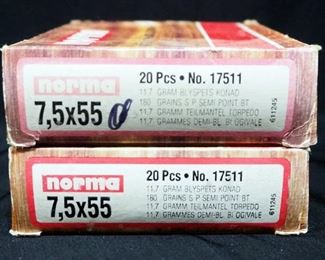 norma
7,5x55
20 Pcs • No. 17511
11,7 GRAM BLYSPETS KONAD
180 GRAINS S P SEMI POINT BT
11,7 GRAMM TEILMANTEL TORPEDO
11,7 GRAMMES DEMI-BL. BI OGIVALE
611245
norma
7,5x55
20 Pcs • No. 17511
11,7 GRAM BLYSPETS KONAD
180 GRAINS S P SEMI POINT BT
11,7 GRAMM TEILMANTEL TORPEDO
11,7 GRAMMES DEMI-BL. BI OGIVALE
611245